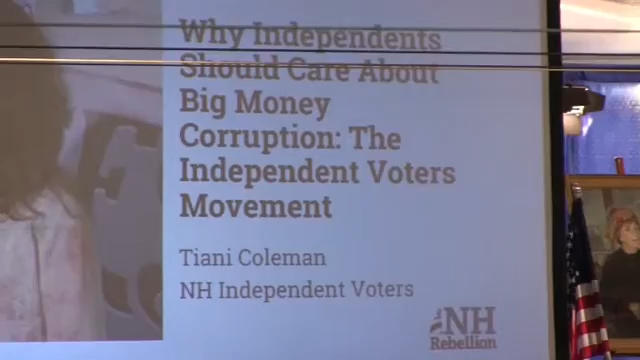 Why Independents
Should Care About
Big Money
Corruption: The
Independent Voters
Movement
Tiani Coleman
NH Independent Voters
NH
Rebellion